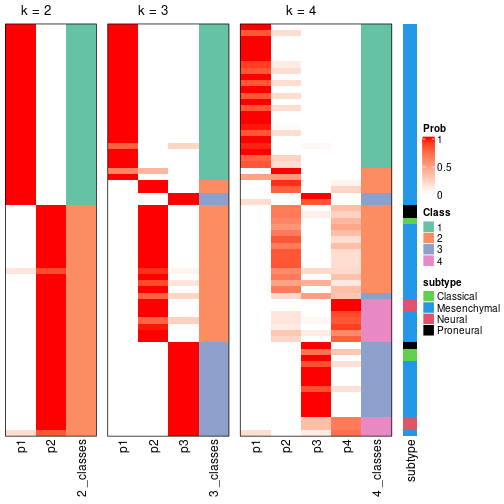 k = 2
k = 3
k = 4
Prob
1
0.5
0
Class
1
2
3
4
subtype
Classical
Mesenchymal
Neural
Proneural
p1
p2
2_classes
p1
p2
p3
3_classes
p1
p2
p3
p4
4_classes
subtype